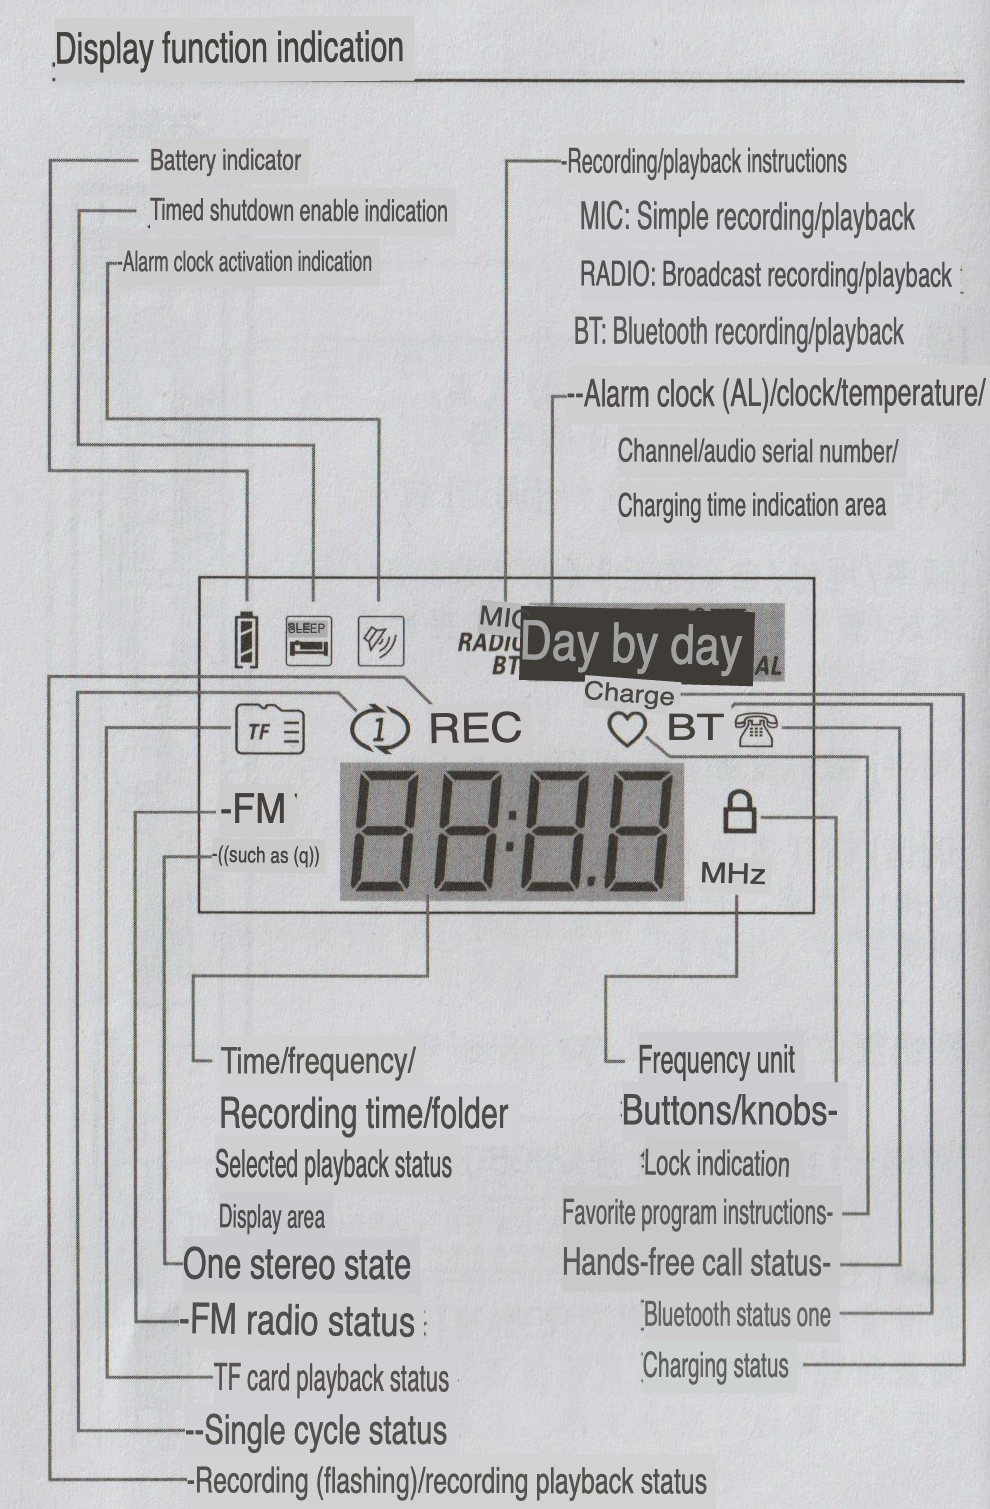 Display function indication
Battery indicator
Timed shutdown enable indication
-Alarm clock activation indication
-Recording/playback instructions
MIC: Simple recording/playback
RADIO: Broadcast recording/playback
BT: Bluetooth recording/playback
--Alarm clock (AL)/clock/temperature/
Channel/audio serial number/
Charging time indication area
SLEEP
MIC
RADIO
BT
Day by day
AL
Charge
TF
1
REC
BT
-FM
-((such as (q))
88:8.8
MHz
Time/frequency/
Recording time/folder
Selected playback status
Display area
One stereo state
-FM radio status
TF card playback status
--Single cycle status
-Recording (flashing)/recording playback status
Frequency unit
Buttons/knobs-
Lock indication
Favorite program instructions-
Hands-free call status-
Bluetooth status one
Charging status